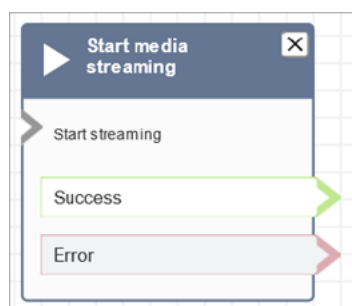 Start media
streaming
Start streaming
Success
Error